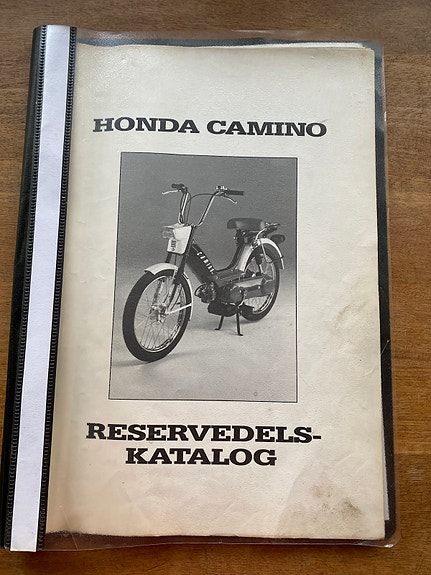 HONDA CAMINO
RESERVEDELS-
KATALOG